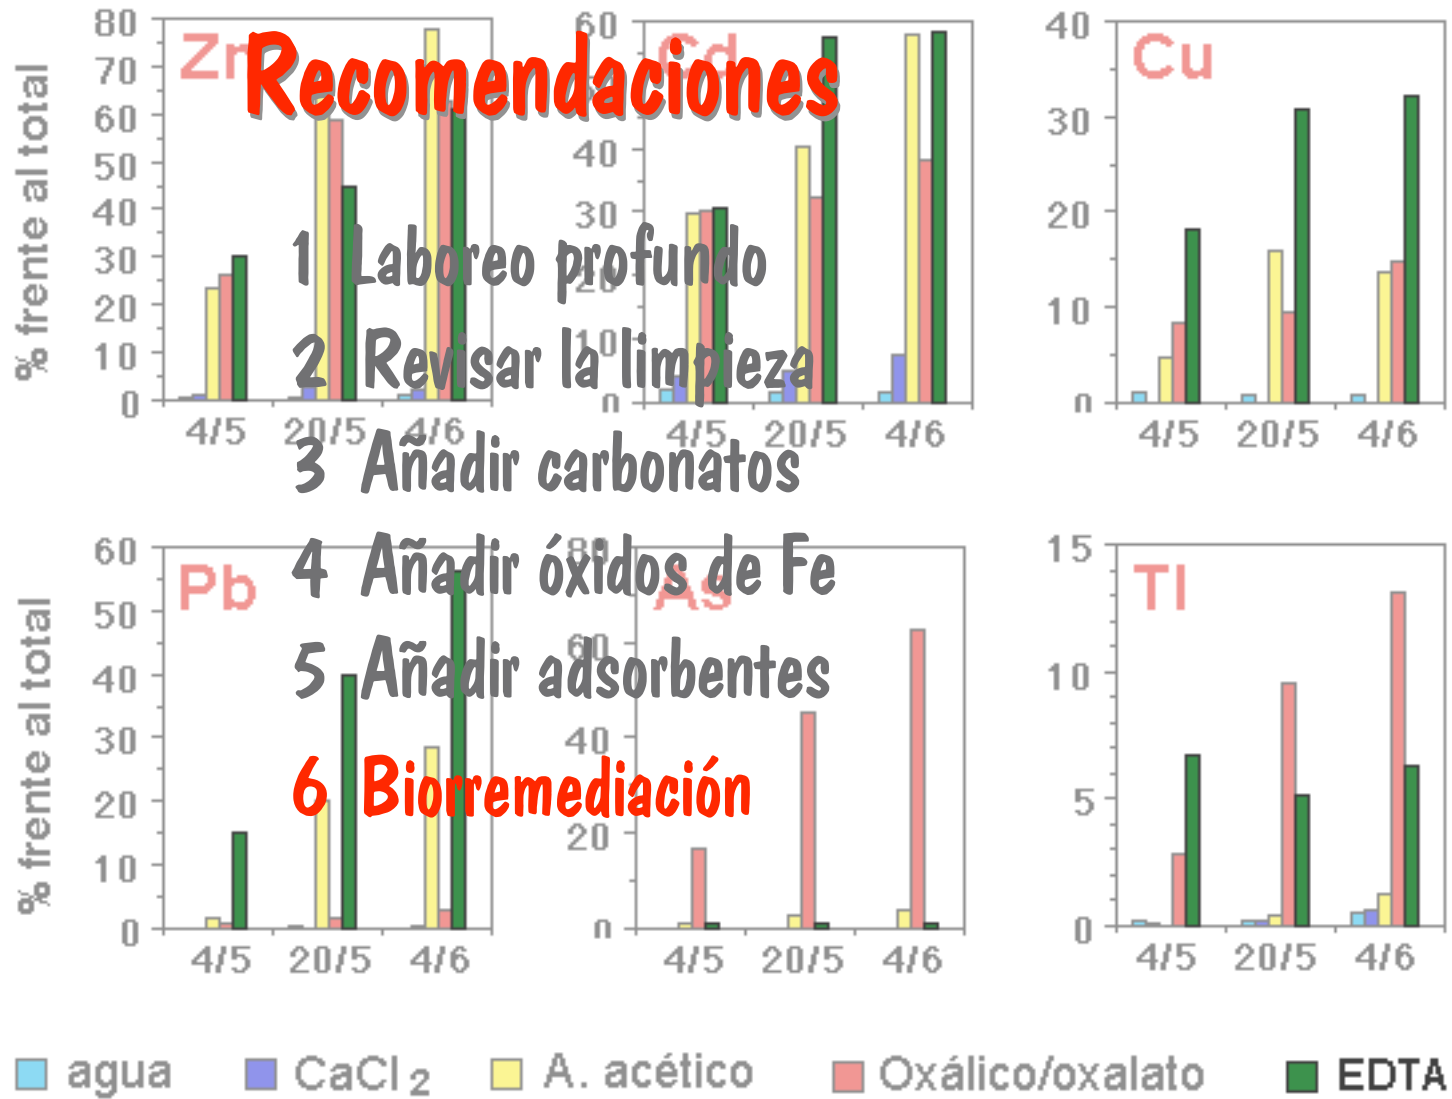 Recomendaciones
1 Laboreo profundo
2 Revisar la limpieza
3 Añadir carbonatos
4 Añadir óxidos de Fe
5 Añadir adsorbentes
6 Biorremediación
% frente al total
Zn
80
70
60
50
40
30
20
10
0
4/5 20/5 4/6
Cd
60
40
30
20
10
0
4/5 20/5 4/6
Cu
40
30
20
10
0
4/5 20/5 4/6
% frente al total
Pb
60
50
40
30
20
10
0
4/5 20/5 4/6
As
80
60
40
20
0
4/5 20/5 4/6
Tl
15
10
5
0
4/5 20/5 4/6
agua CaCl₂ A. acético Oxálico/oxalato EDTA